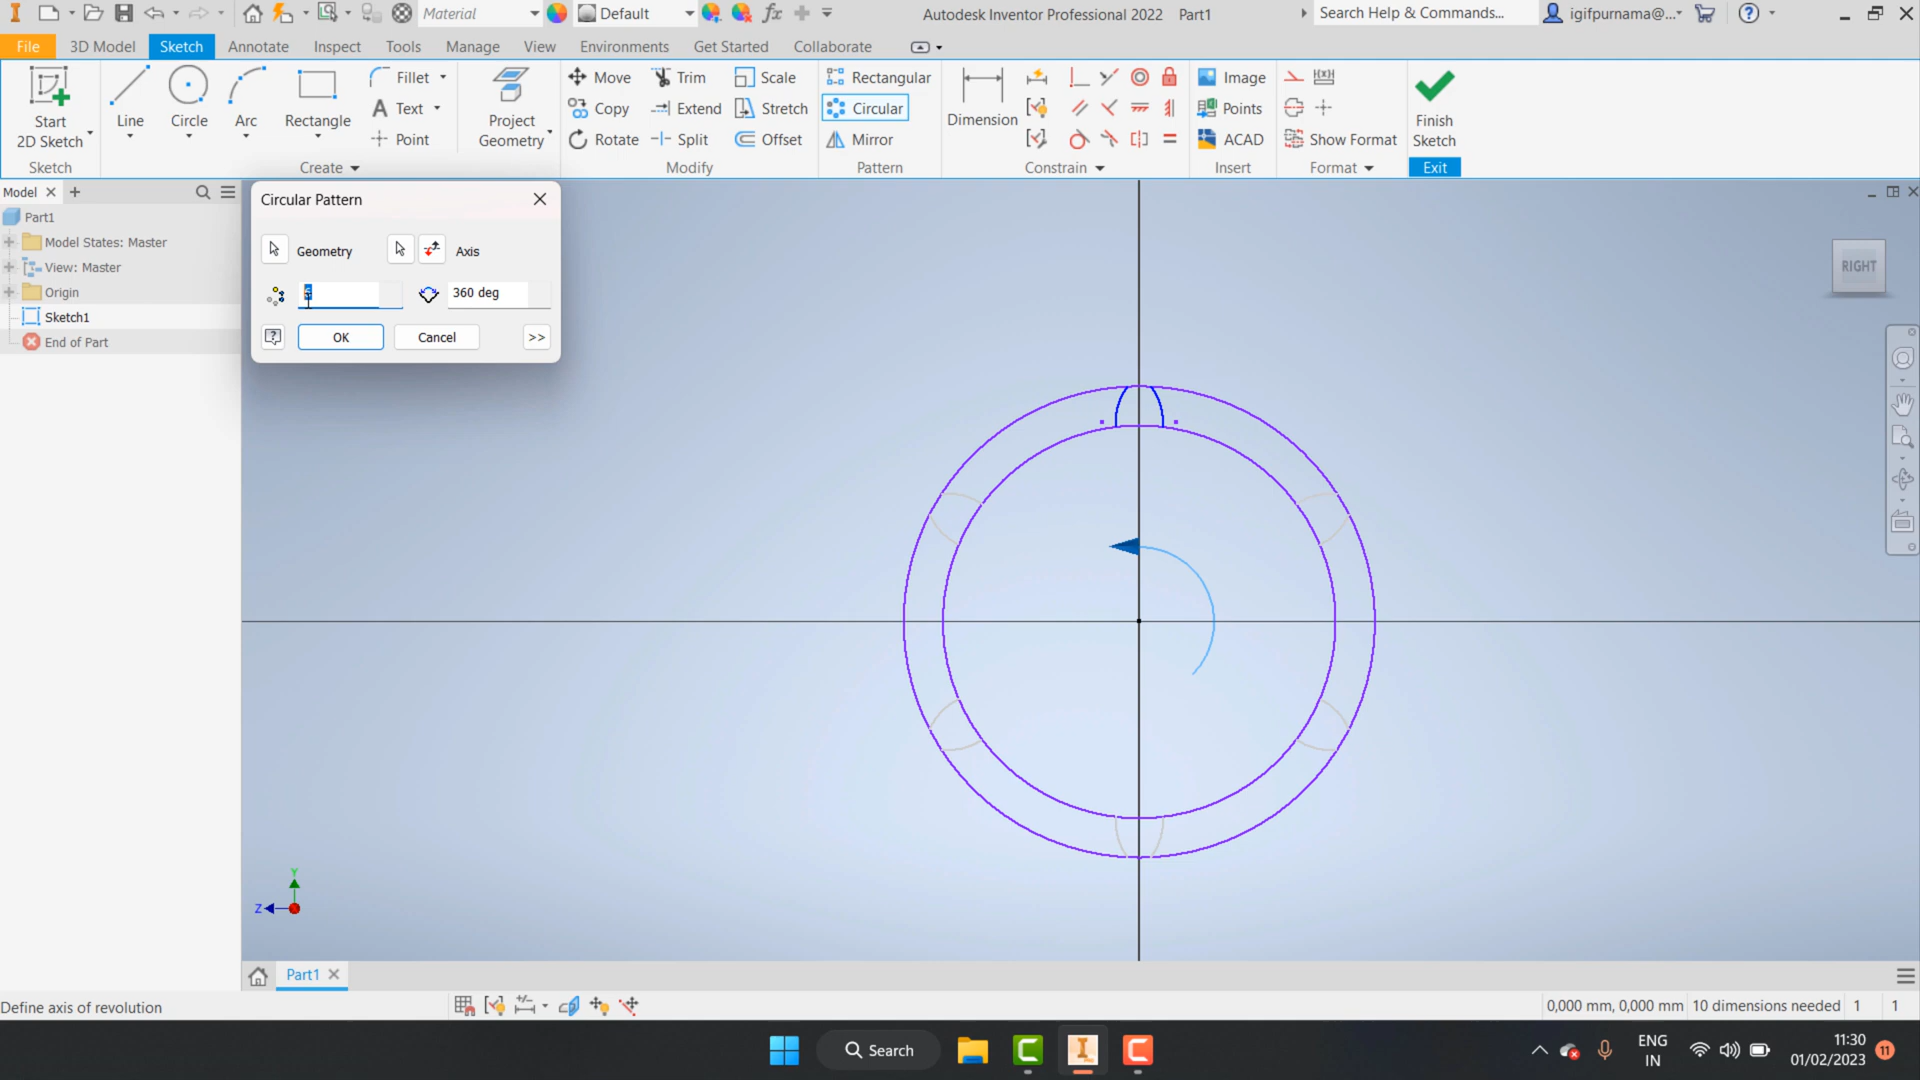 Material
Default
Autodesk Inventor Professional 2022 Part1
Search Help & Commands...
igifpurnama@...
File
3D Model
Sketch
Annotate
Inspect
Tools
Manage
View
Environments
Get Started
Collaborate
Start
2D Sketch
Line
Circle
Arc
Rectangle
Fillet
Text
Point
Project
Geometry
Move
Copy
Rotate
Trim
Extend
Split
Scale
Stretch
Offset
Rectangular
Circular
Mirror
Dimension
Image
Points
ACAD
Show Format
Finish
Sketch
Sketch
Create
Modify
Pattern
Constrain
Insert
Format
Exit
Model
Part1
Model States: Master
View: Master
Origin
Sketch1
End of Part
Circular Pattern
Geometry
Axis
360 deg
OK
Cancel
>>
RIGHT
Y
Z
Part1
Define axis of revolution
0,000 mm, 0,000 mm
10 dimensions needed
1
1
Search
ENG
IN
11:30
01/02/2023
11